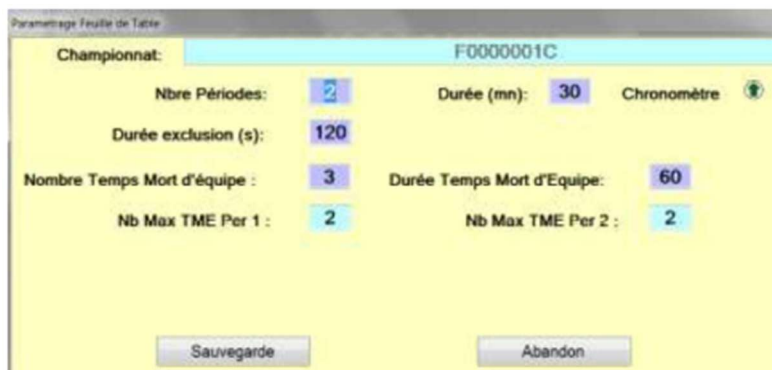 Parametrage Feuille de Table
Championnat: F0000001C
Nbre Périodes: 2 Durée (mn): 30 Chronomètre
Durée exclusion (s): 120
Nombre Temps Mort d'équipe : 3 Durée Temps Mort d'Equipe: 60
Nb Max TME Per 1 : 2 Nb Max TME Per 2 : 2
Sauvegarde Abandon